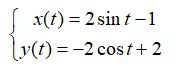 x(t) = 2 sin t − 1
y(t) = −2 cos t + 2